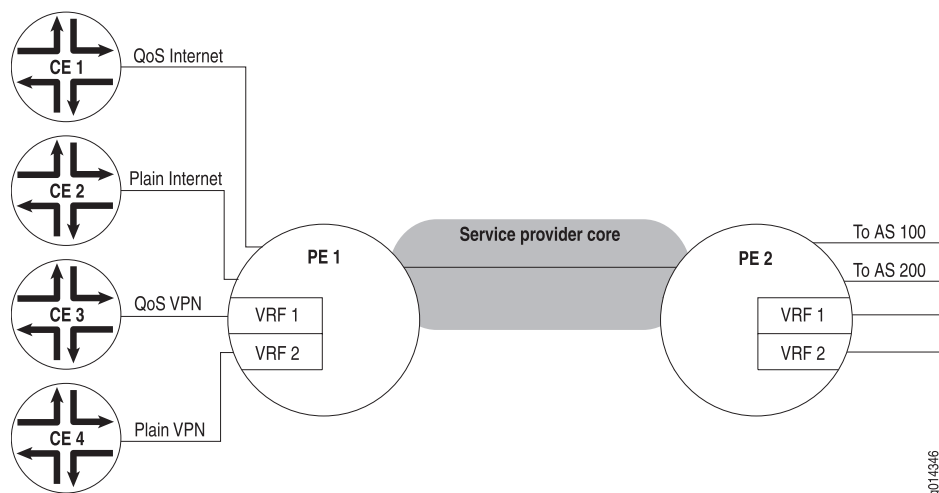 CE 1
QoS Internet
CE 2
Plain Internet
CE 3
QoS VPN
CE 4
Plain VPN
PE 1
VRF 1
VRF 2
Service provider core
PE 2
VRF 1
VRF 2
To AS 100
To AS 200
g014346